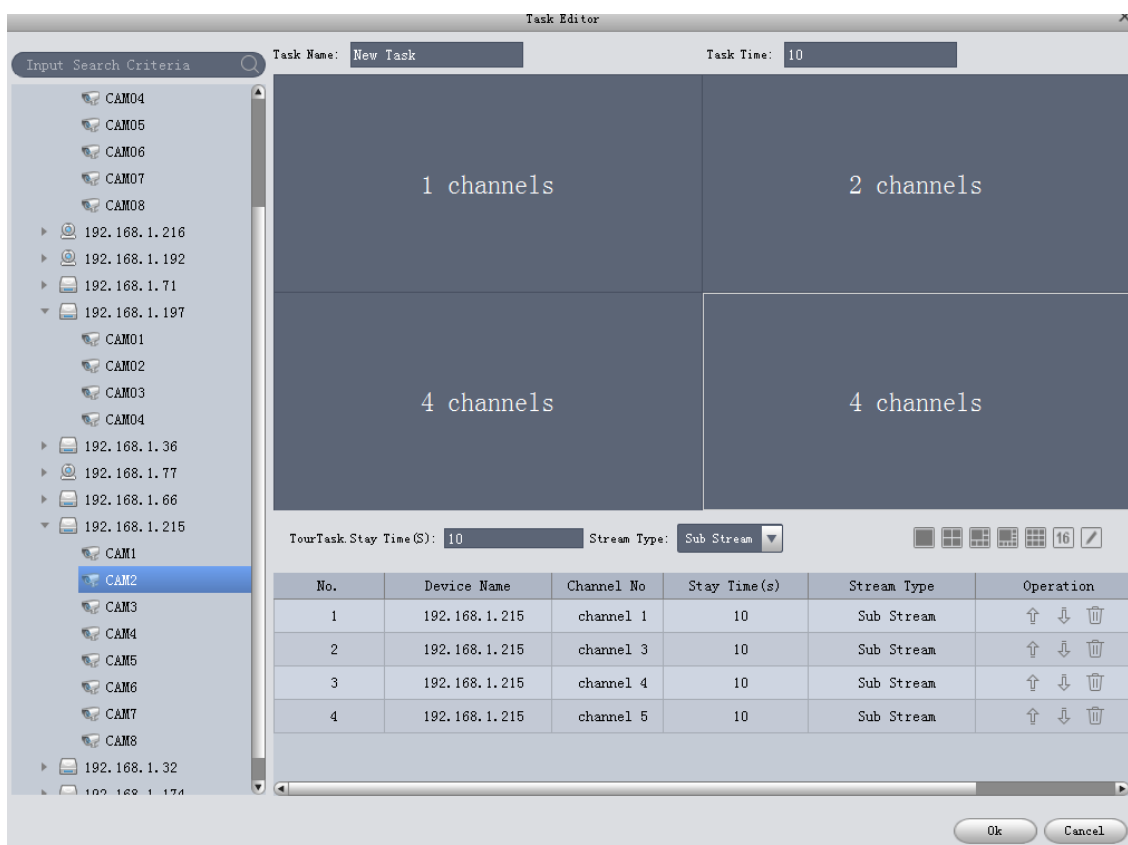 Task Editor
Input Search Criteria
Task Name: New Task
Task Time: 10
CAM04
CAM05
CAM06
CAM07
CAM08
192.168.1.216
192.168.1.192
192.168.1.71
192.168.1.197
CAM01
CAM02
CAM03
CAM04
192.168.1.36
192.168.1.77
192.168.1.66
192.168.1.215
CAM1
CAM2
CAM3
CAM4
CAM5
CAM6
CAM7
CAM8
192.168.1.32
192.168.1.174
1 channels
2 channels
4 channels
4 channels
TourTask.Stay Time(S): 10
Stream Type: Sub Stream
16
No. Device Name Channel No Stay Time(s) Stream Type Operation
1 192.168.1.215 channel 1 10 Sub Stream
2 192.168.1.215 channel 3 10 Sub Stream
3 192.168.1.215 channel 4 10 Sub Stream
4 192.168.1.215 channel 5 10 Sub Stream
Ok
Cancel